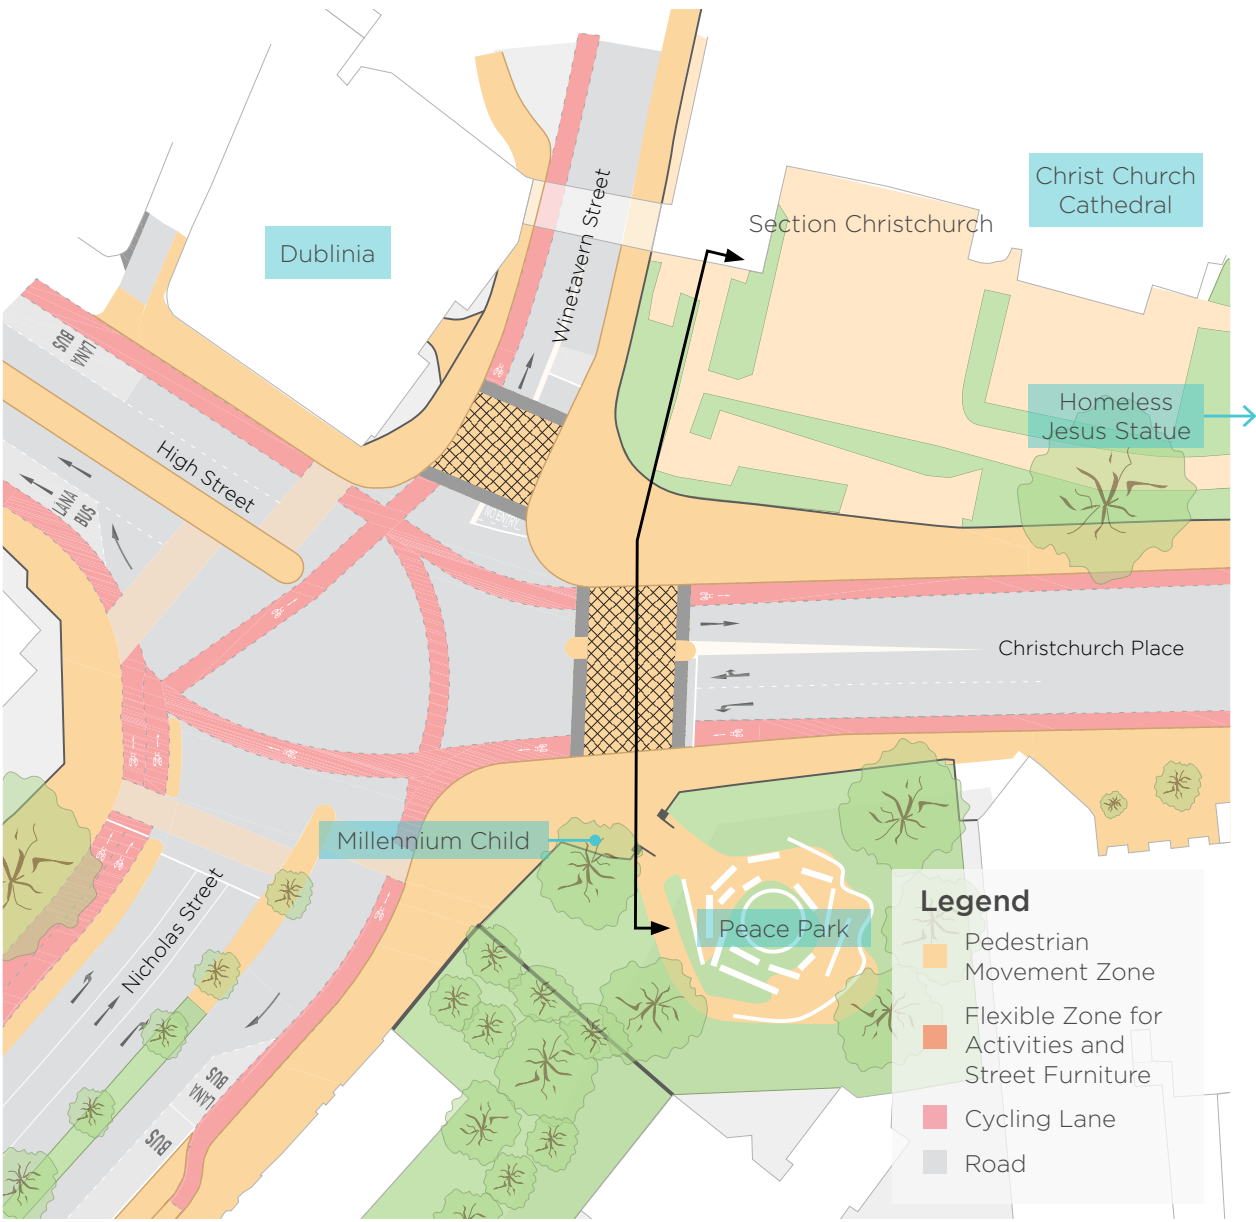 Christ Church
Cathedral
Section Christchurch
Dublinia
Winetavern Street
LANA
BUS
Homeless
Jesus Statue
High Street
LANA
BUS
NO ENTRY
Christchurch Place
Millennium Child
Nicholas Street
Peace Park
BUS
LANA
BUS
Legend
Pedestrian
Movement Zone
Flexible Zone for
Activities and
Street Furniture
Cycling Lane
Road